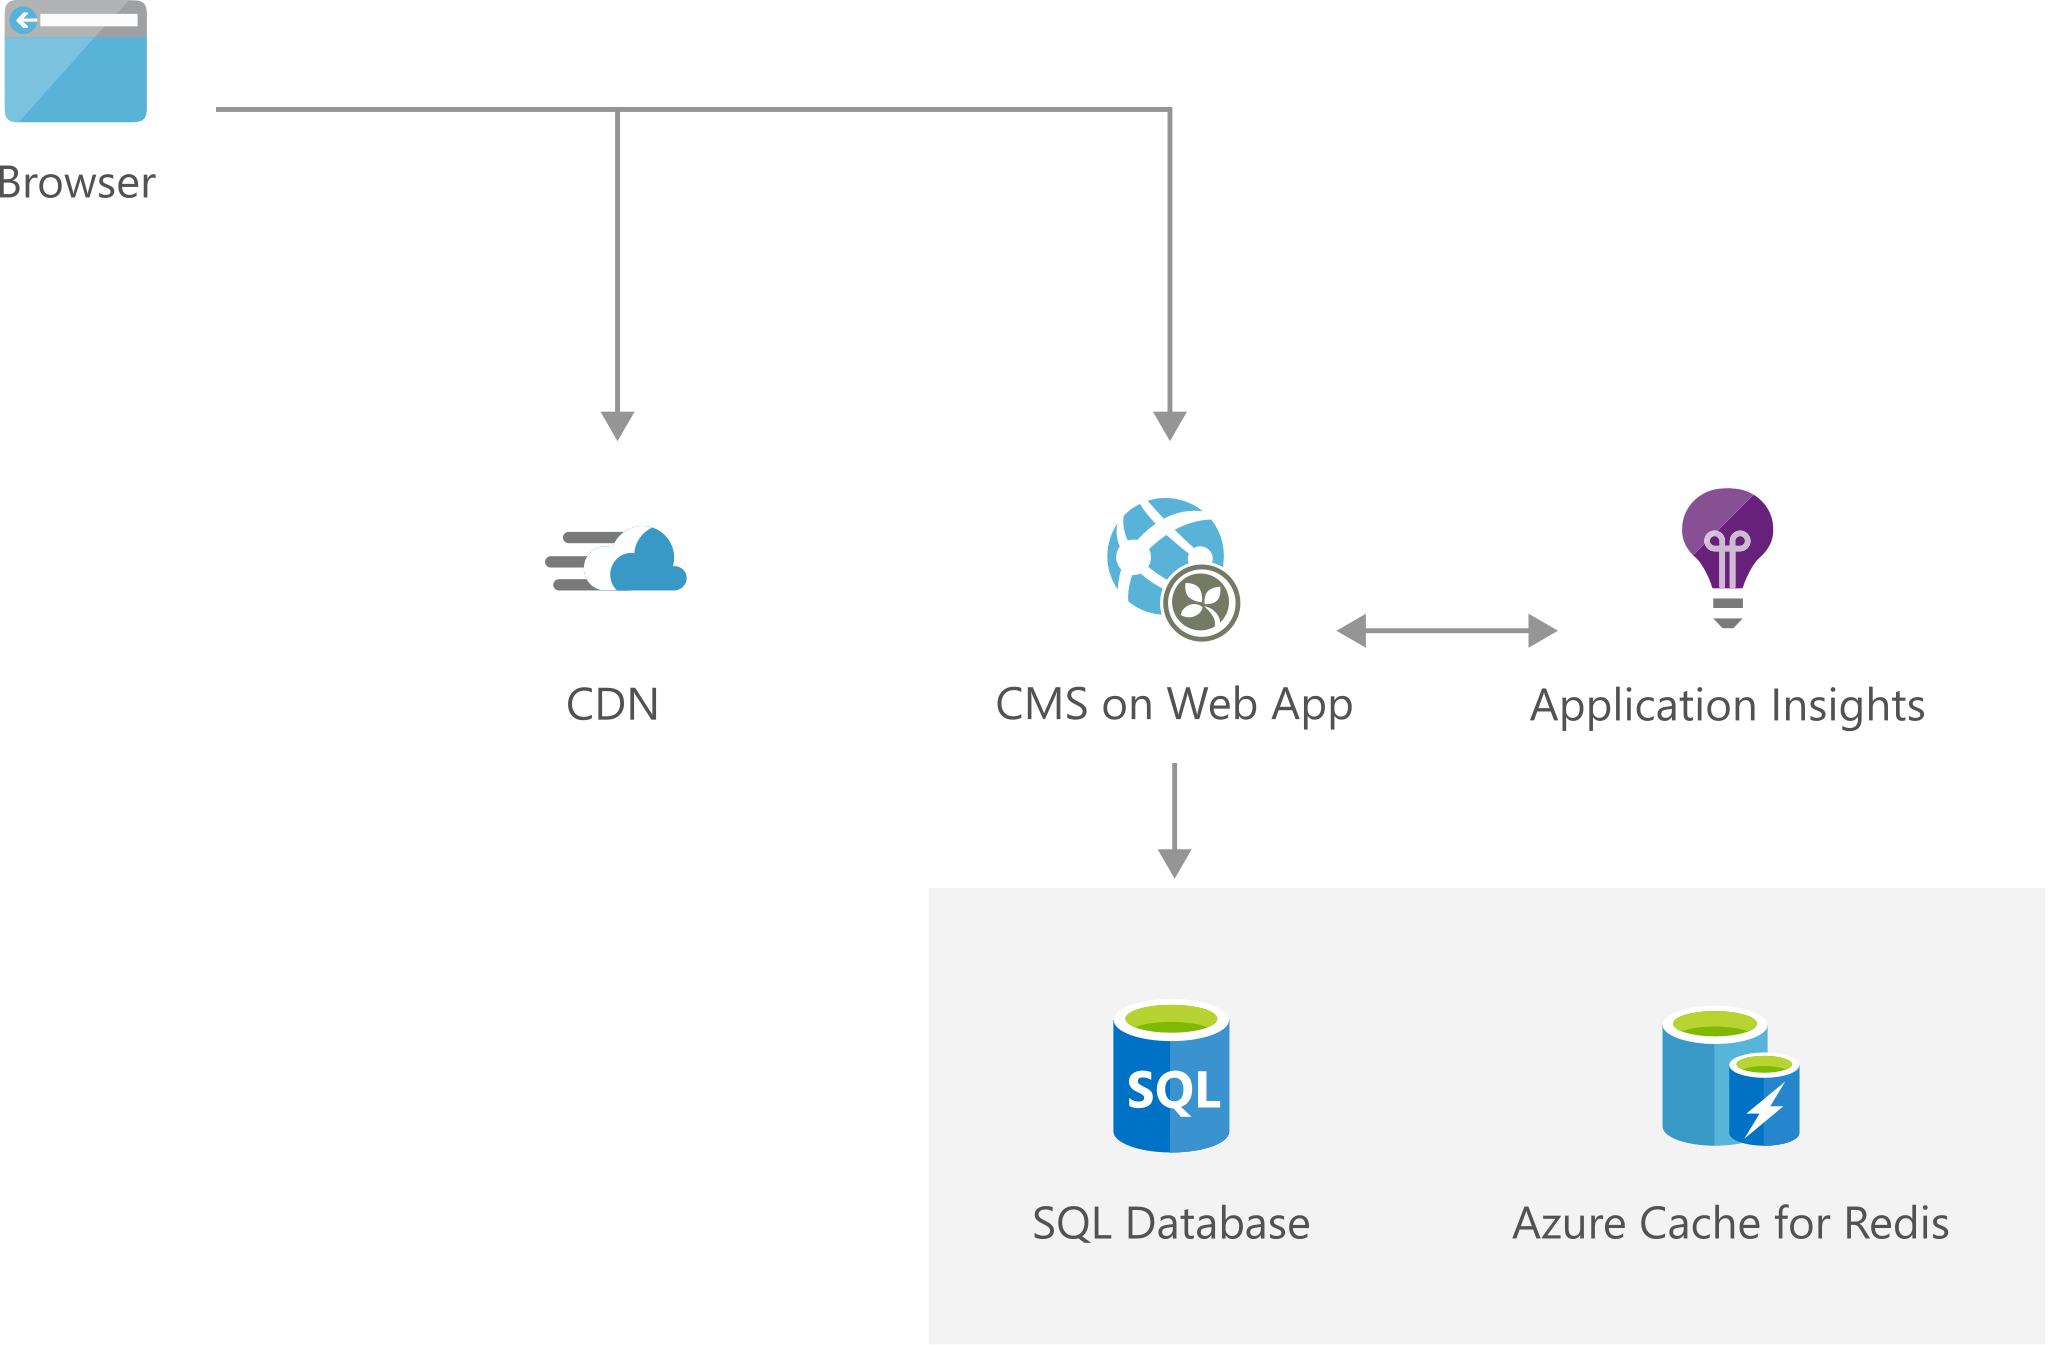 Browser
CDN
CMS on Web App
Application Insights
SQL
SQL Database
Azure Cache for Redis